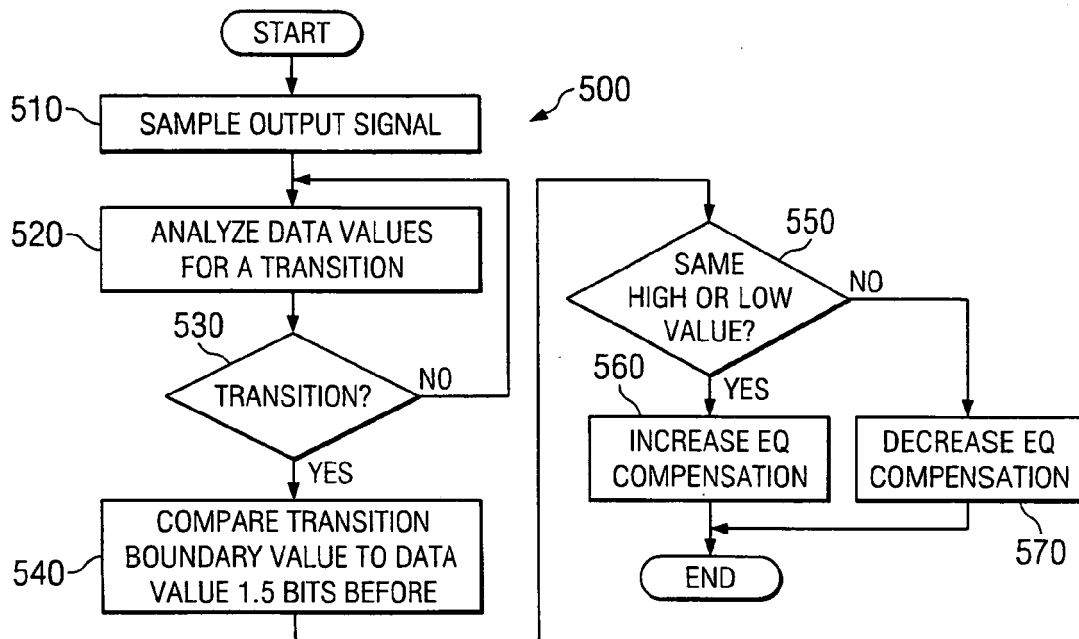 START
500
510
SAMPLE OUTPUT SIGNAL
520
ANALYZE DATA VALUES
FOR A TRANSITION
530
TRANSITION?
NO
YES
540
COMPARE TRANSITION
BOUNDARY VALUE TO DATA
VALUE 1.5 BITS BEFORE
550
SAME
HIGH OR LOW
VALUE?
NO
YES
560
INCREASE EQ
COMPENSATION
DECREASE EQ
COMPENSATION
570
END